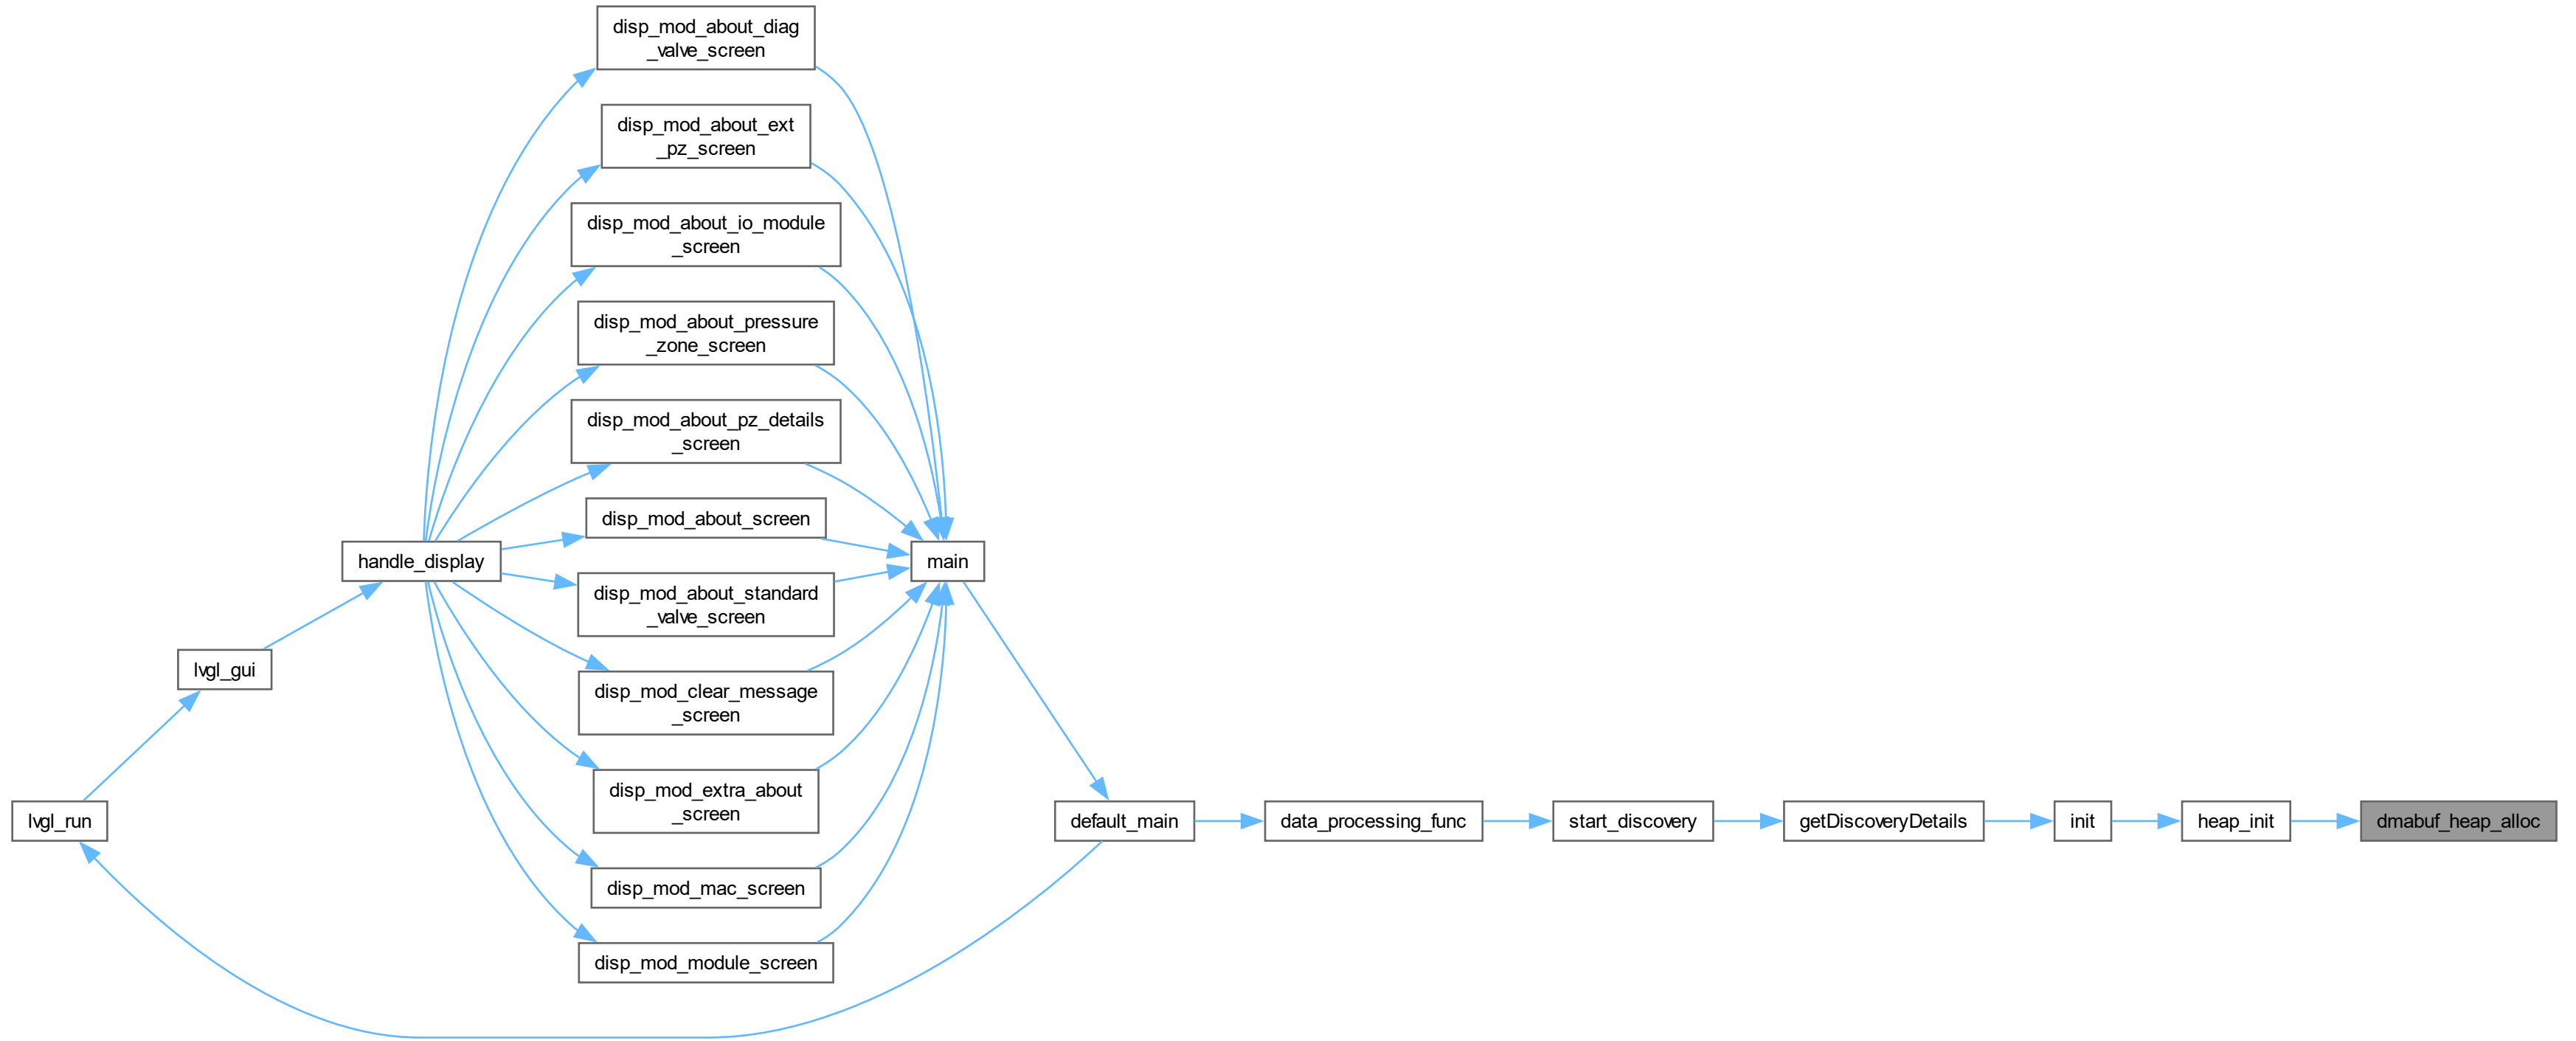 disp_mod_about_diag
_valve_screen
disp_mod_about_ext
_pz_screen
disp_mod_about_io_module
_screen
disp_mod_about_pressure
_zone_screen
disp_mod_about_pz_details
_screen
disp_mod_about_screen
handle_display
main
disp_mod_about_standard
_valve_screen
lvgl_gui
disp_mod_clear_message
_screen
disp_mod_extra_about
_screen
lvgl_run
default_main
data_processing_func
start_discovery
getDiscoveryDetails
init
heap_init
dmabuf_heap_alloc
disp_mod_mac_screen
disp_mod_module_screen